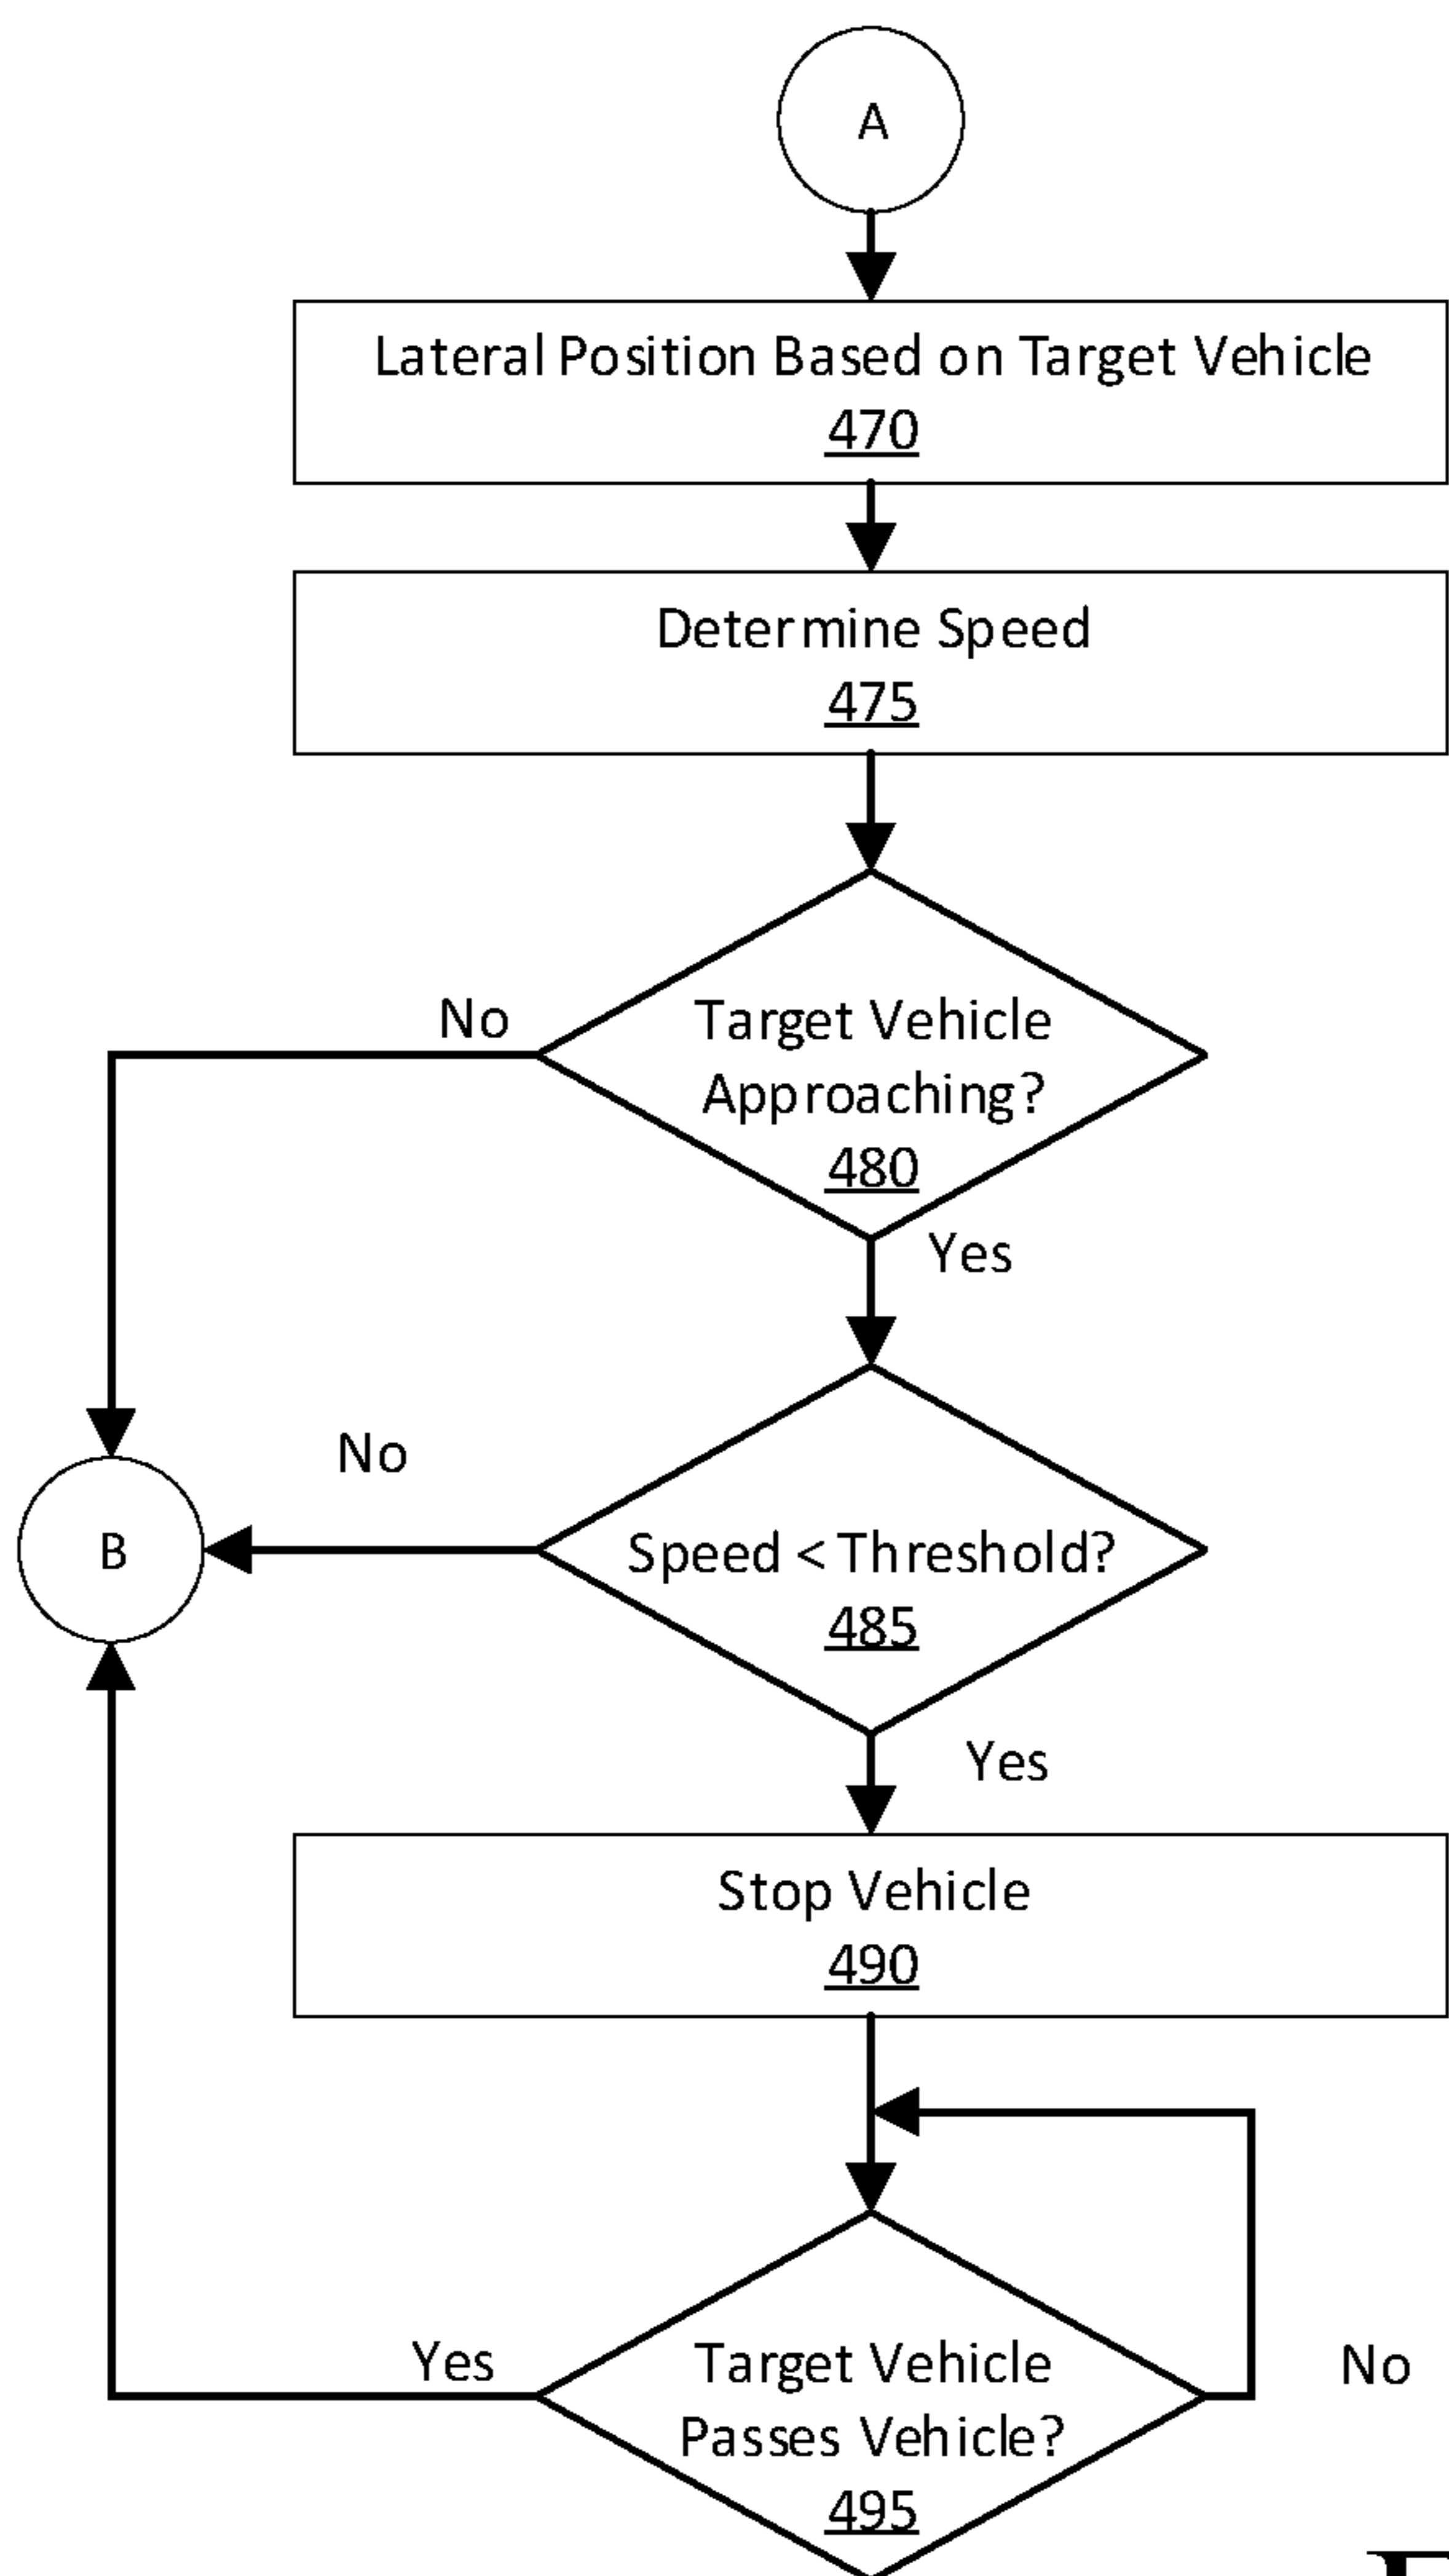 A
Lateral Position Based on Target Vehicle
470
Determine Speed
475
No
Target Vehicle
Approaching?
480
Yes
No
B
Speed < Threshold?
485
Yes
Stop Vehicle
490
Yes
Target Vehicle
Passes Vehicle?
495
No